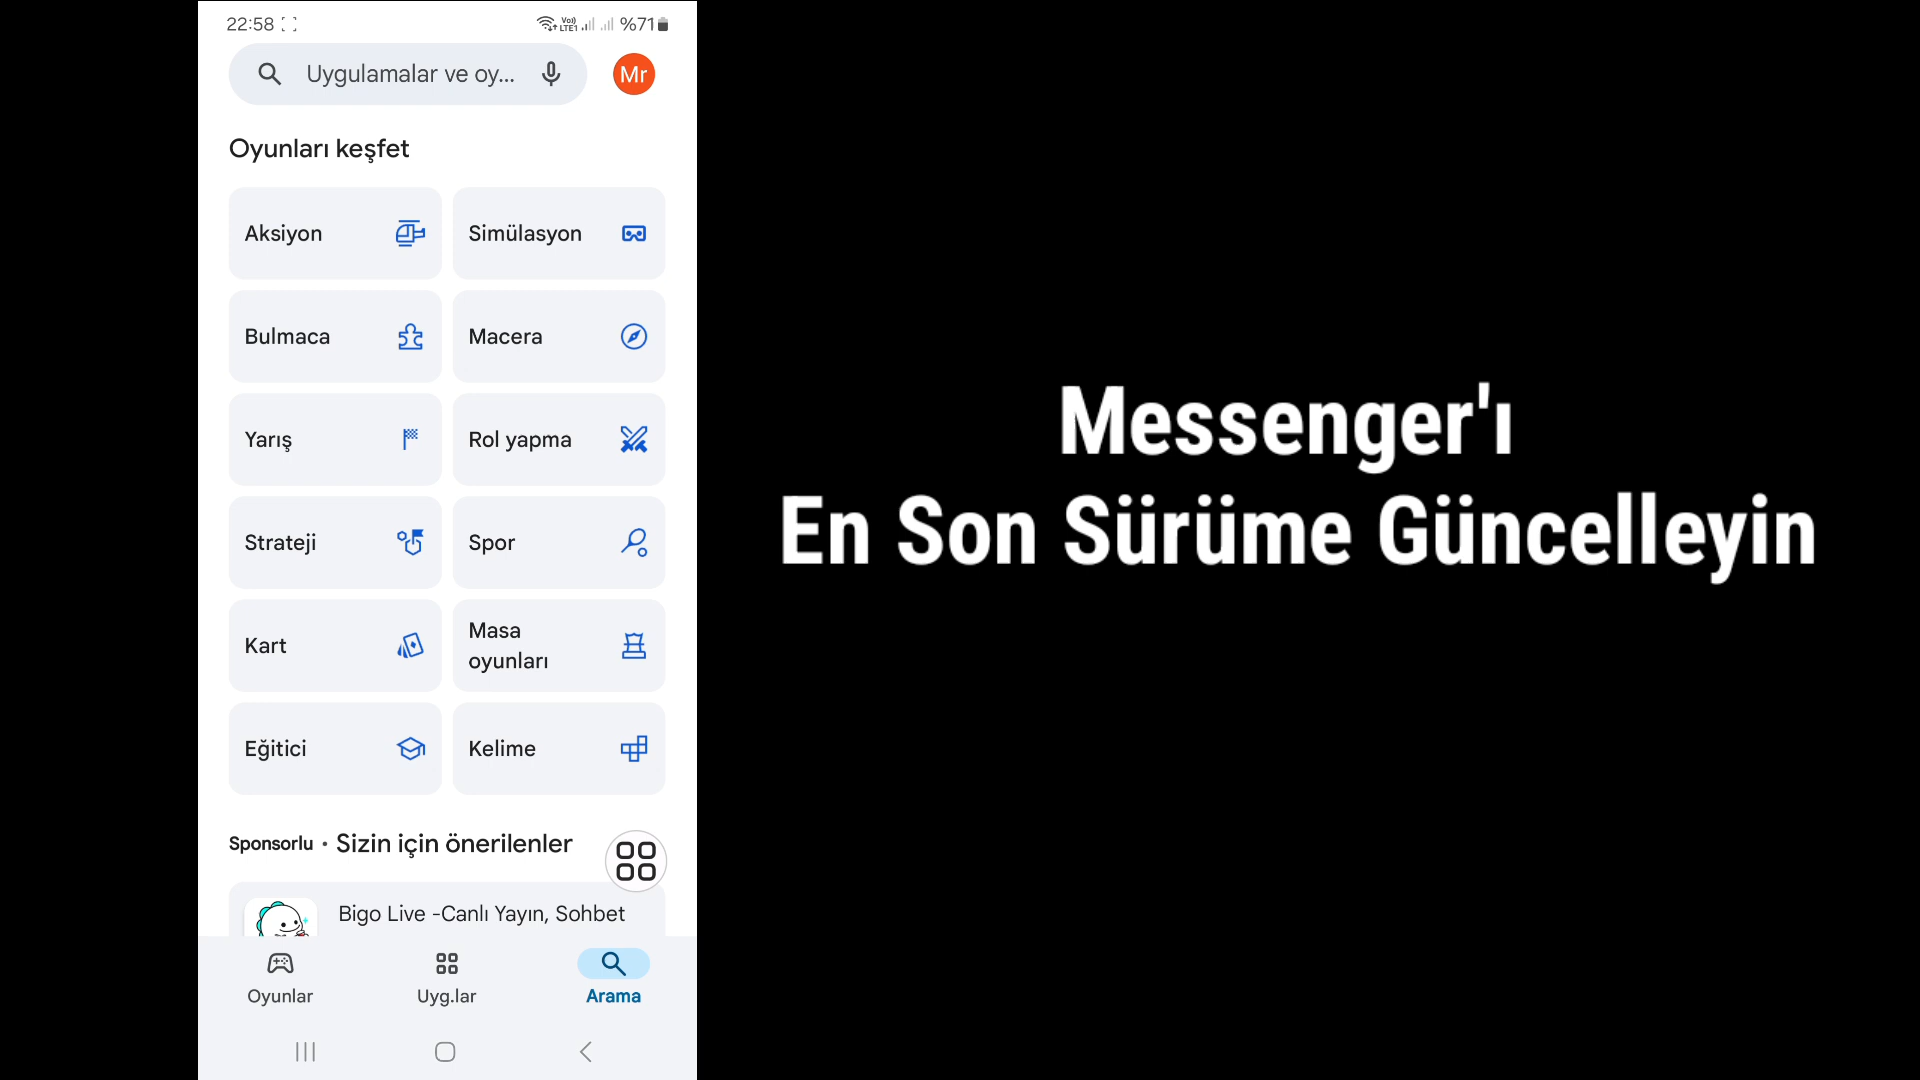 22:58
Vo) LTE1 %71
Uygulamalar ve oy...
Mr
Oyunları keşfet
Aksiyon
Simülasyon
Bulmaca
Macera
Yarış
Rol yapma
Strateji
Spor
Kart
Masa
oyunları
Eğitici
Kelime
Sponsorlu • Sizin için önerilenler
Bigo Live -Canlı Yayın, Sohbet
Oyunlar
Uyg.lar
Arama
Messenger'ı
En Son Sürüme Güncelleyin